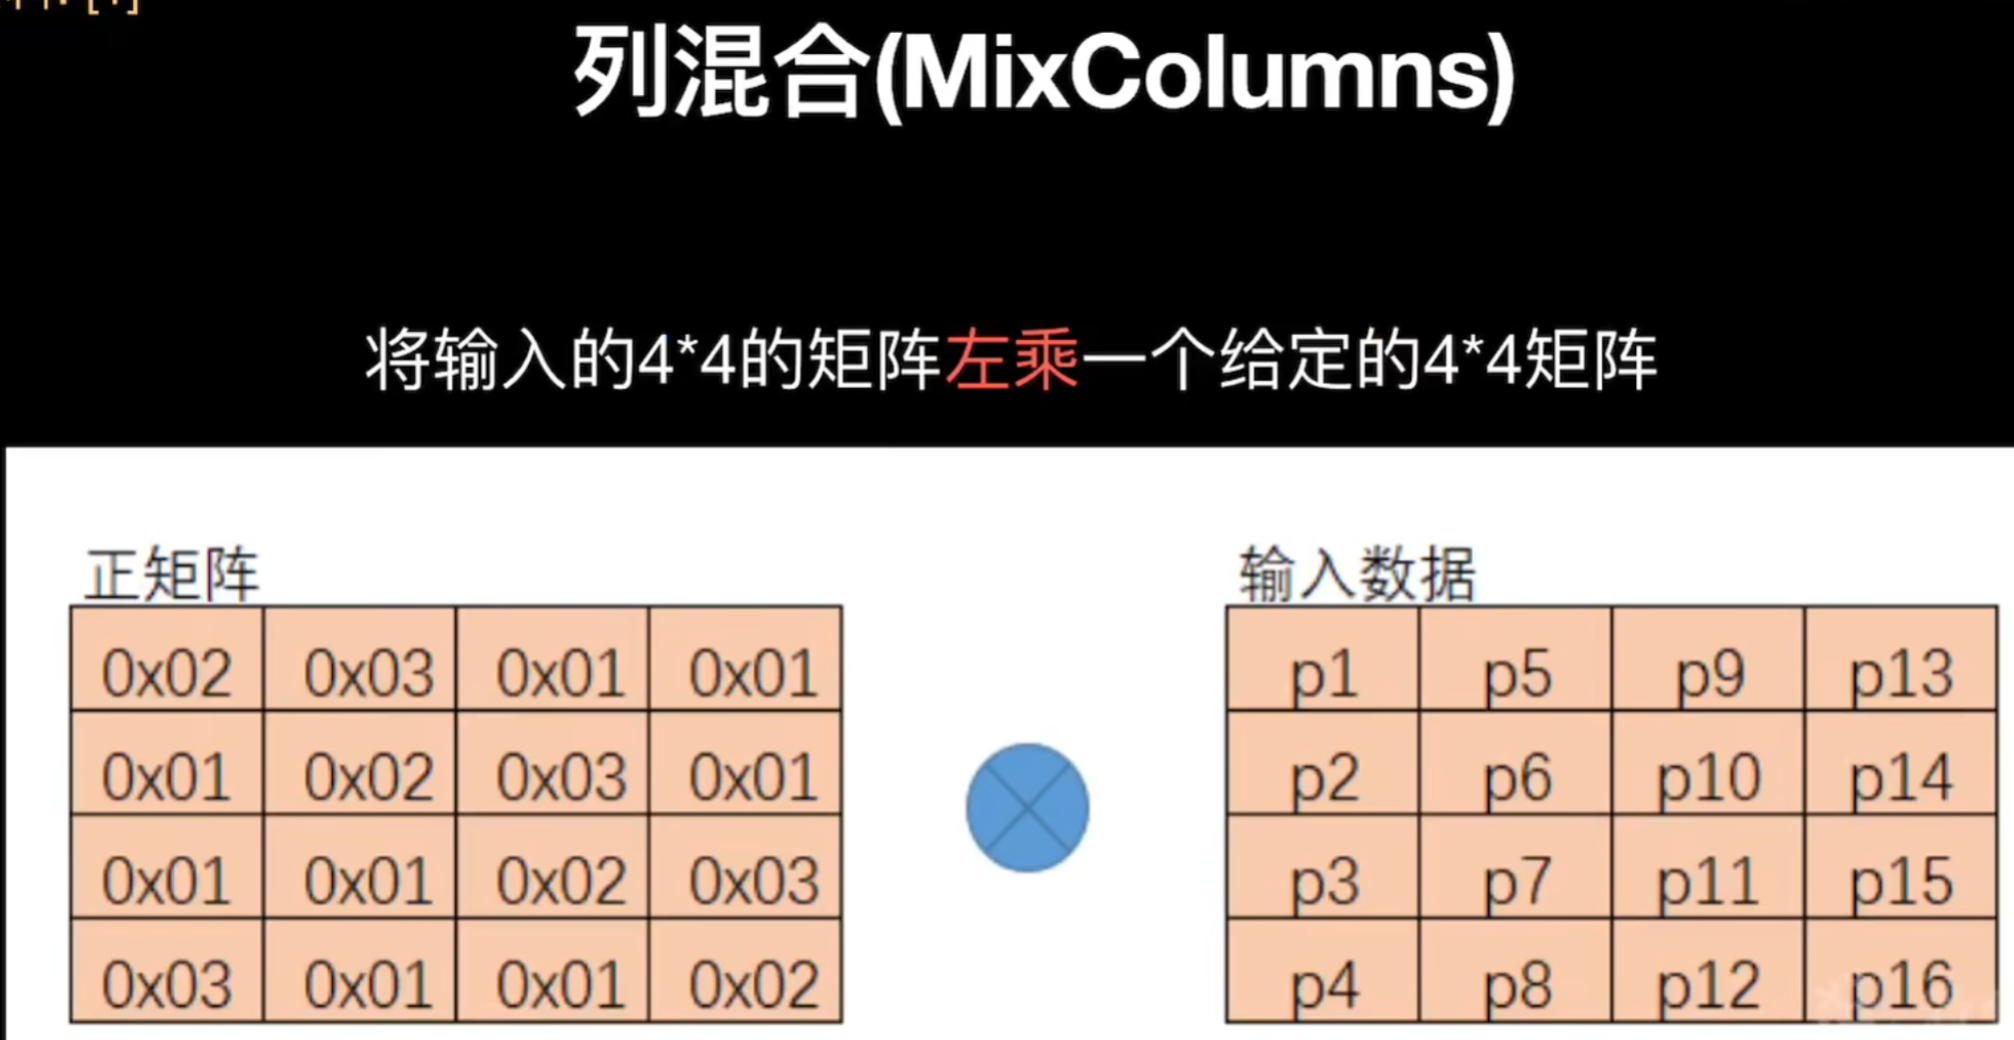 列混合(MixColumns)
将输入的4*4的矩阵左乘一个给定的4*4矩阵
正矩阵 输入数据
0x02 0x03 0x01 0x01 p1 p5 p9 p13
0x01 0x02 0x03 0x01 p2 p6 p10 p14
0x01 0x01 0x02 0x03 p3 p7 p11 p15
0x03 0x01 0x01 0x02 p4 p8 p12 p16